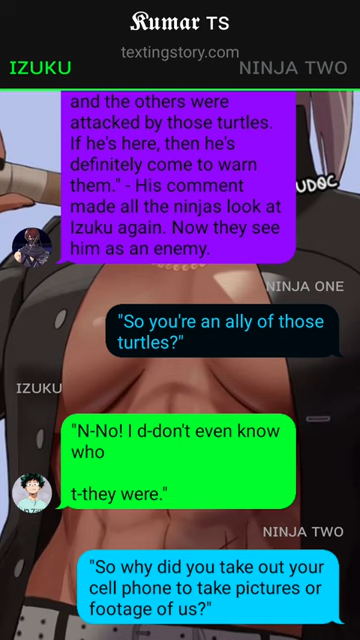 Kumar TS
textingstory.com
IZUKU
NINJA TWO
and the others were
attacked by those turtles.
If he's here, then he's
definitely come to warn
them." - His comment
made all the ninjas look at
Izuku again. Now they see
him as an enemy.
NINJA ONE
"So you're an ally of those
turtles?"
IZUKU
"N-No! I d-don't even know
who
t-they were."
NINJA TWO
"So why did you take out your
cell phone to take pictures or
footage of us?"